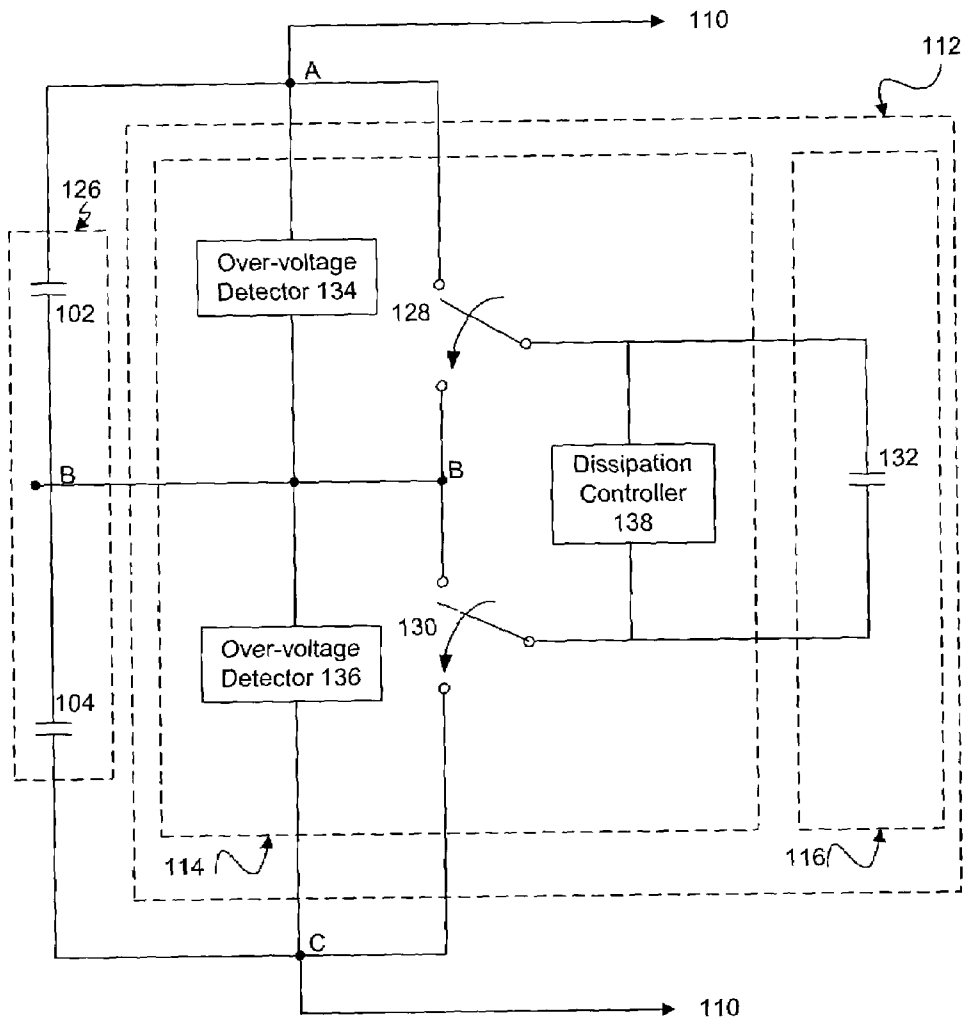 110
A
112
126
Over-voltage
Detector 134
102
128
B
B
Dissipation
Controller
138
132
130
Over-voltage
Detector 136
104
114
116
C
110